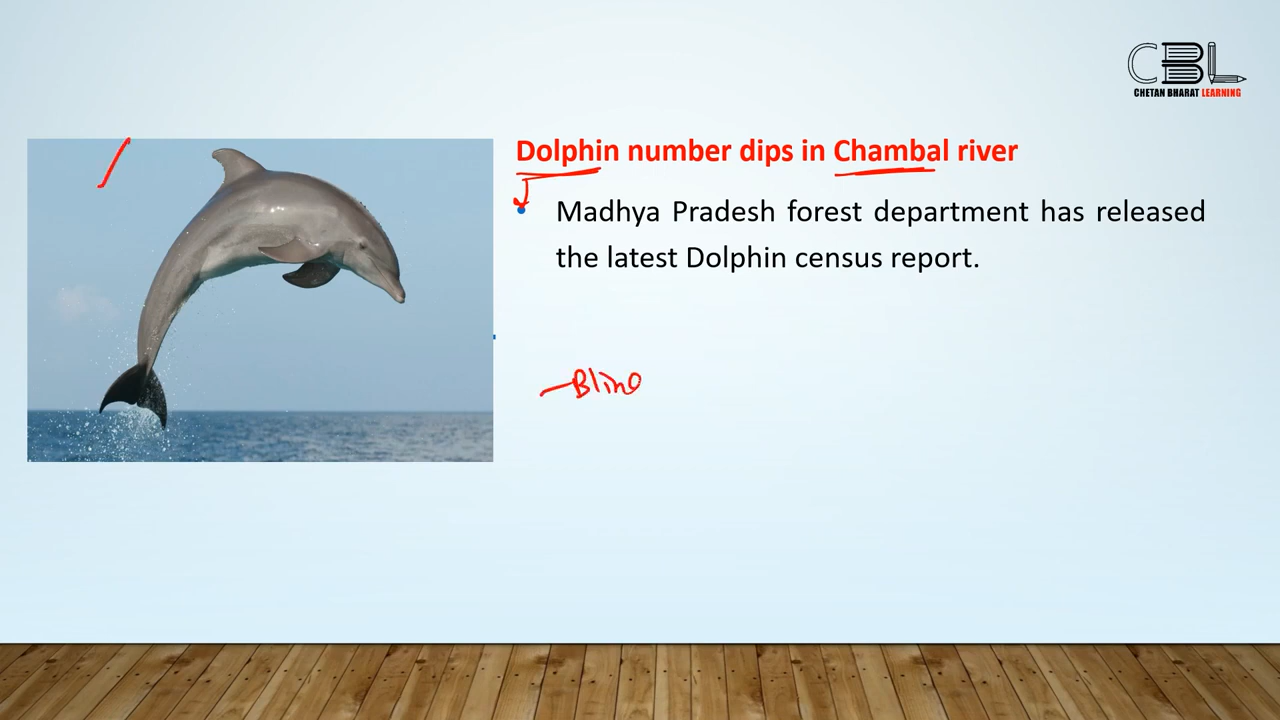 CBL
CHETAN BHARAT LEARNING
Dolphin number dips in Chambal river
• Madhya Pradesh forest department has released
the latest Dolphin census report.